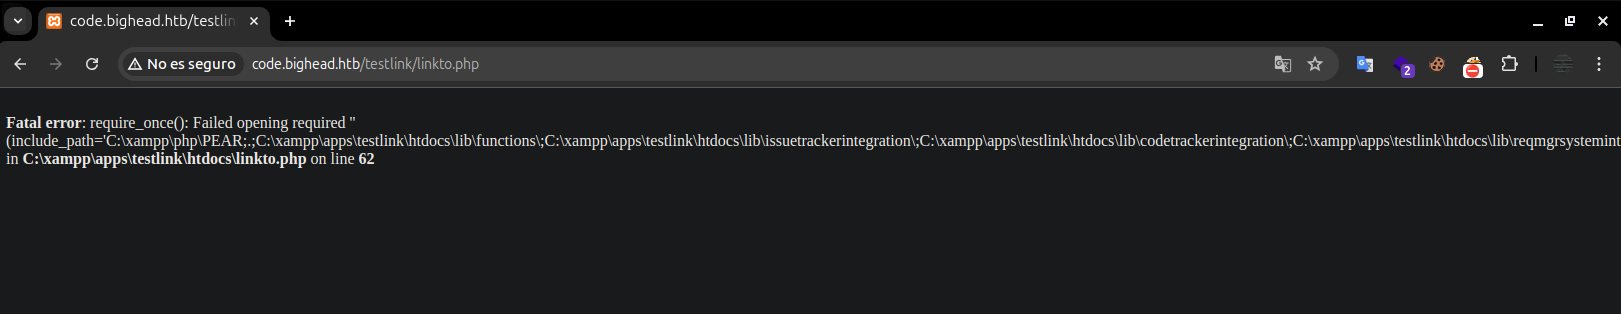 code.bighead.htb/testlin
No es seguro
code.bighead.htb/testlink/linkto.php
2
Fatal error: require_once(): Failed opening required ''
(include_path='C:\xampp\php\PEAR;.;C:\xampp\apps\testlink\htdocs\lib\functions\;C:\xampp\apps\testlink\htdocs\lib\issuetrackerintegration\;C:\xampp\apps\testlink\htdocs\lib\codetrackerintegration\;C:\xampp\apps\testlink\htdocs\lib\reqmgrsystemint
in C:\xampp\apps\testlink\htdocs\linkto.php on line 62